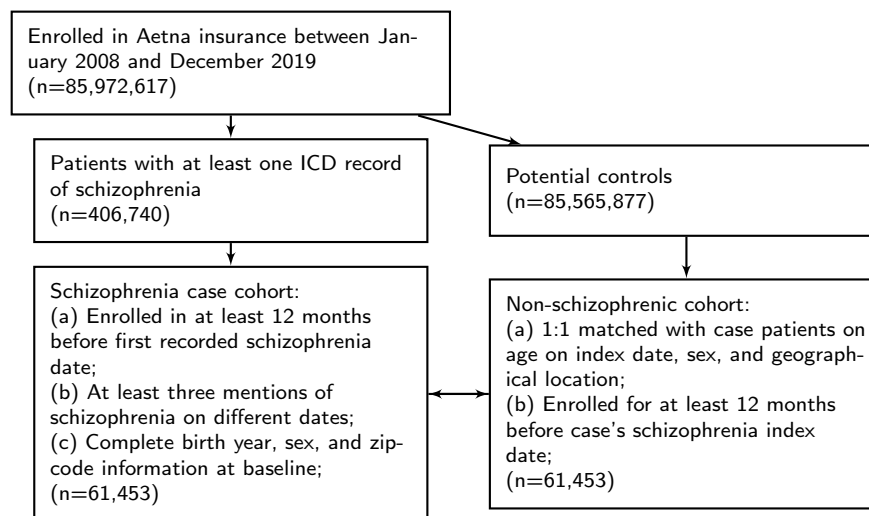 Enrolled in Aetna insurance between Jan-
uary 2008 and December 2019
(n=85,972,617)
Patients with at least one ICD record
of schizophrenia
(n=406,740)
Potential controls
(n=85,565,877)
Schizophrenia case cohort:
(a) Enrolled in at least 12 months
before first recorded schizophrenia
date;
(b) At least three mentions of
schizophrenia on different dates;
(c) Complete birth year, sex, and zip-
code information at baseline;
(n=61,453)
Non-schizophrenic cohort:
(a) 1:1 matched with case patients on
age on index date, sex, and geograph-
ical location;
(b) Enrolled for at least 12 months
before case's schizophrenia index
date;
(n=61,453)